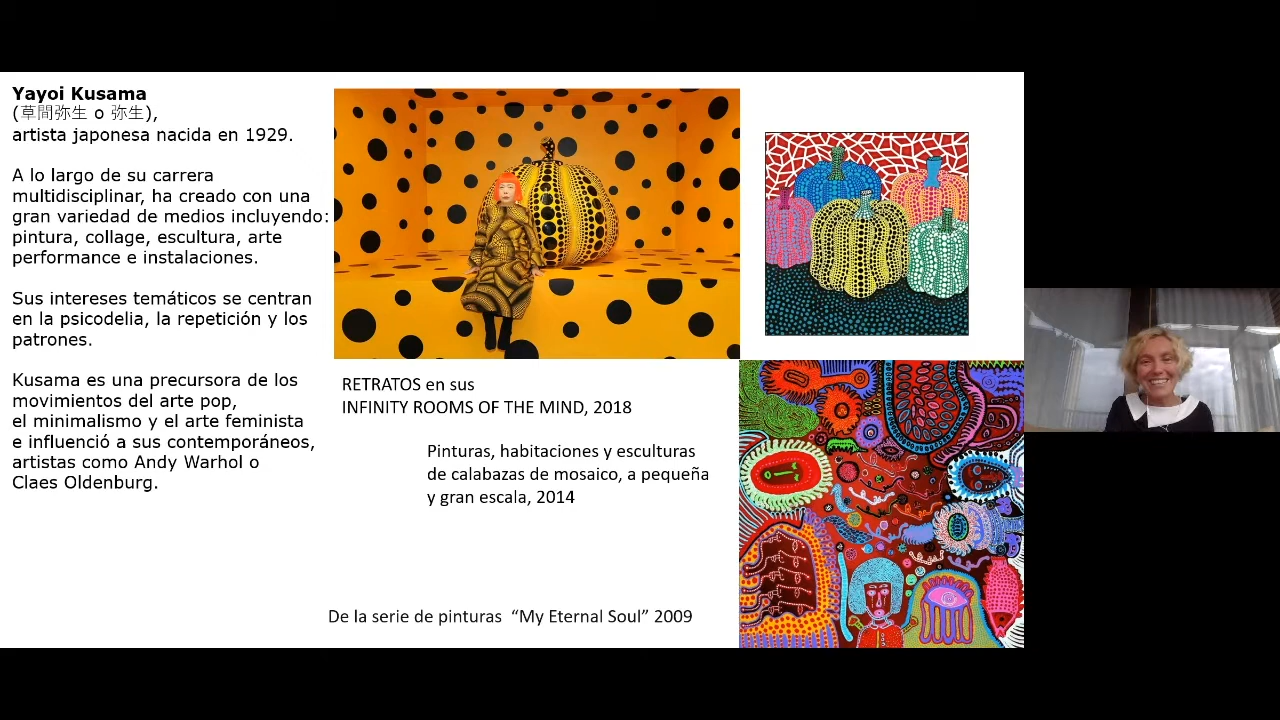 Yayoi Kusama
(草間弥生 o 弥生),
artista japonesa nacida en 1929.
A lo largo de su carrera
multidisciplinar, ha creado con una
gran variedad de medios incluyendo:
pintura, collage, escultura, arte
performance e instalaciones.
Sus intereses temáticos se centran
en la psicodelia, la repetición y los
patrones.
Kusama es una precursora de los
movimientos del arte pop,
el minimalismo y el arte feminista
e influenció a sus contemporáneos,
artistas como Andy Warhol o
Claes Oldenburg.
RETRATOS en sus
INFINITY ROOMS OF THE MIND, 2018
Pinturas, habitaciones y esculturas
de calabazas de mosaico, a pequeña
y gran escala, 2014
De la serie de pinturas “My Eternal Soul” 2009